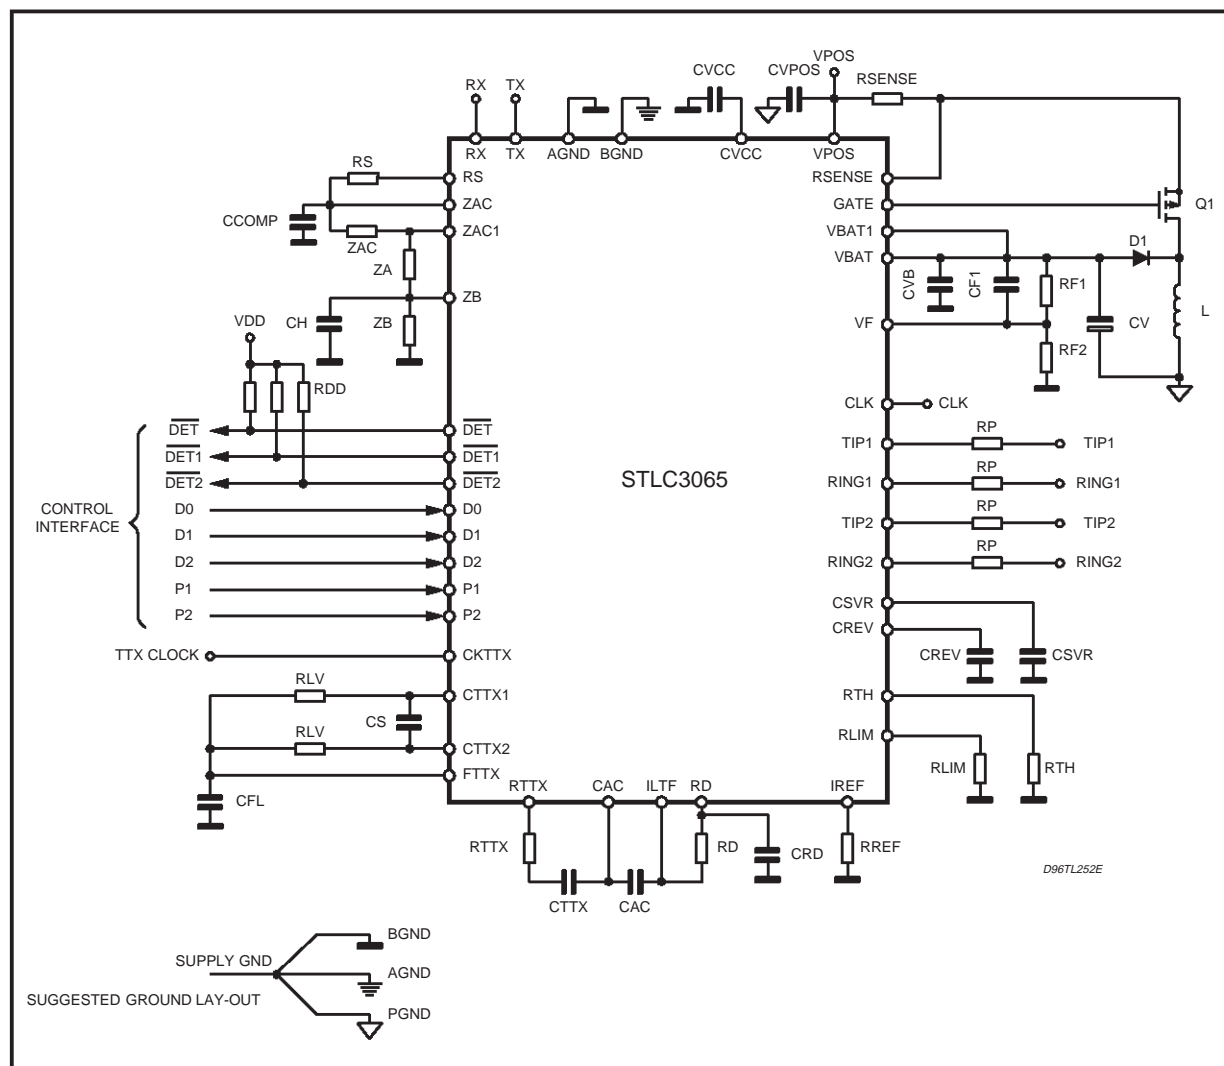 VPOS
RX TX CVCC CVPOS RSENSE
RX TX AGND BGND CVCC VPOS
RS RS RSENSE
ZAC GATE Q1
CCOMP ZAC ZAC1 VBAT1
ZA VBAT D1
CVB CF1 RF1
CH ZB ZB VF CV L
VDD RF2
RDD
CLK CLK
DET DET TIP1 RP TIP1
DET1 DET1
DET2 DET2 RING1 RP RING1
STLC3065
CONTROL
INTERFACE
D0 D0
D1 D1 TIP2 RP TIP2
D2 D2 RING2 RP RING2
P1 P1 CSVR
P2 P2 CREV
TTX CLOCK CKTTX CREV CSVR
RLV CTTX1 RTH
CS
RLV CTTX2 RLIM
FTTX RLIM RTH
CFL RTTX CAC ILTF RD IREF
RTTX RD CRD RREF
D96TL252E
CTTX CAC
BGND
SUPPLY GND
AGND
SUGGESTED GROUND LAY-OUT
PGND